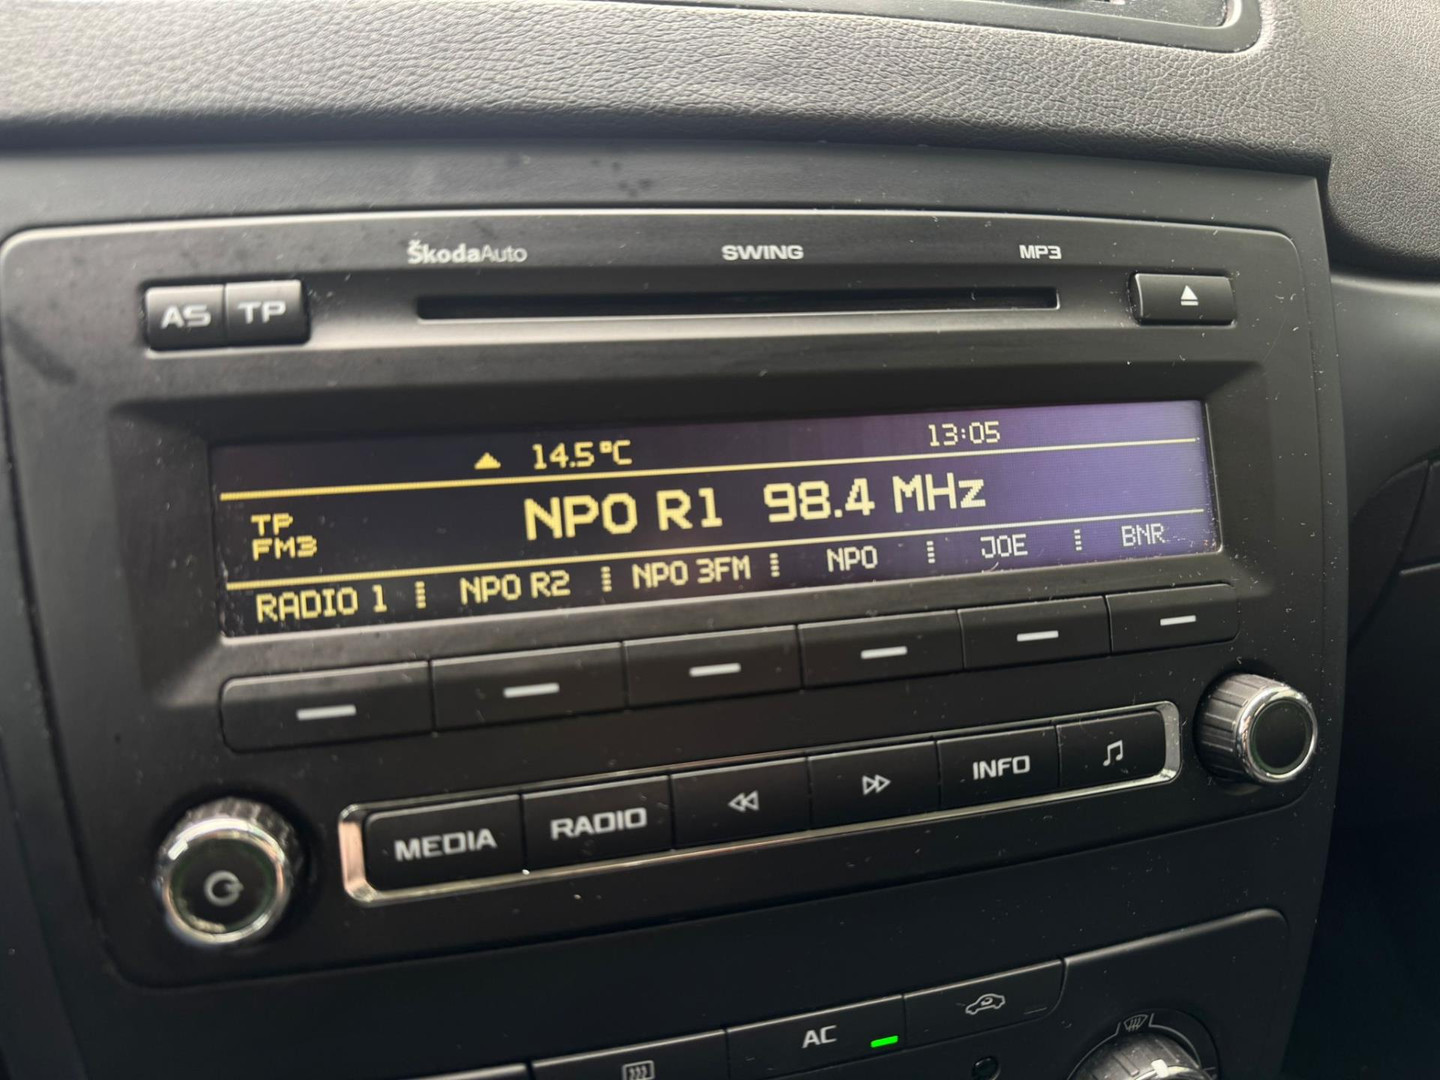 ŠkodaAuto SWING MP3
AS TP
14.5°C 13:05
TP
FM3
NPO R1 98.4 MHz
RADIO 1 NPO R2 NPO 3FM NPO JOE BNR
MEDIA RADIO INFO
AC